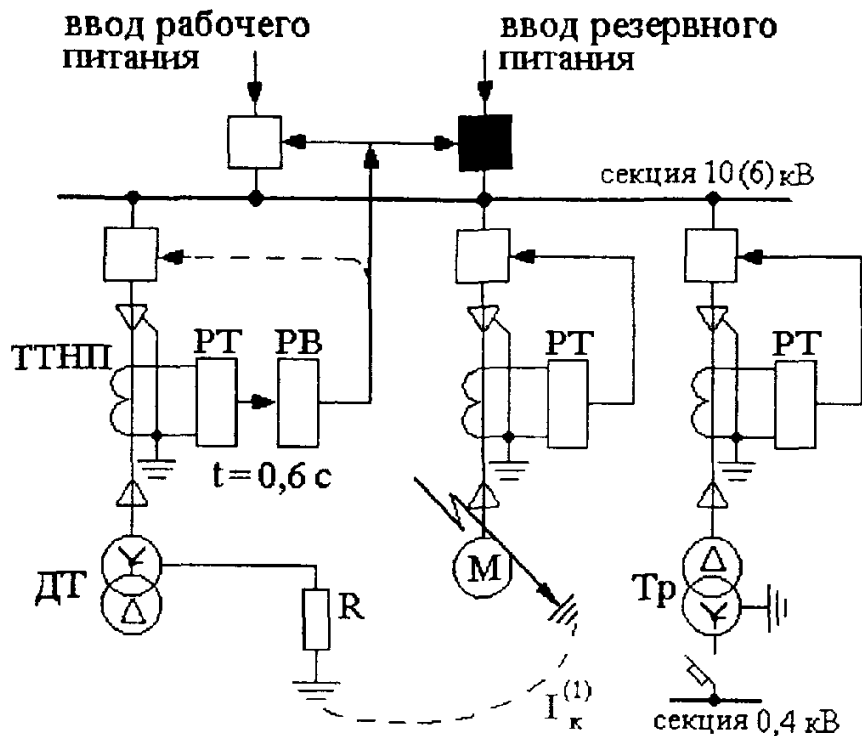 ввод рабочего
питания
ввод резервного
питания
секция 10(6) кВ
ТТНП
РТ
РВ
РТ
РТ
t = 0,6 с
ДТ
R
М
Тр
I к (1)
секция 0,4 кВ